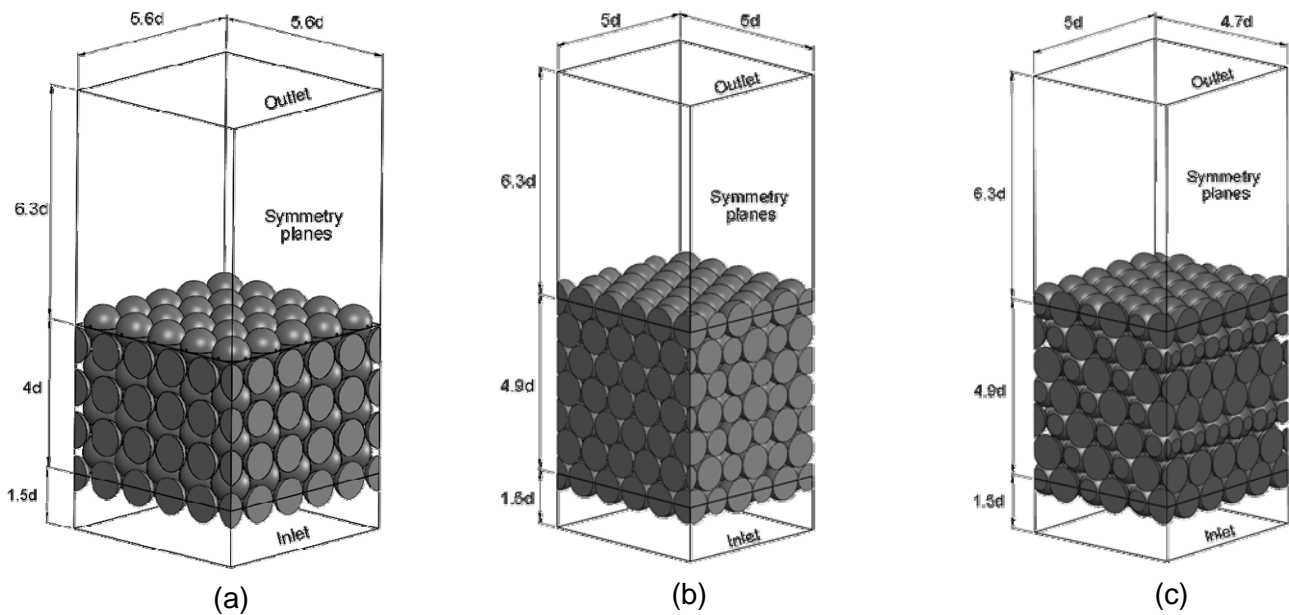 5.6d
5.6d
Outlet
6.3d
Symmetry
planes
4d
1.5d
Inlet
(a)
5d
5d
Outlet
6.3d
Symmetry
planes
4.9d
1.5d
Inlet
(b)
5d
4.7d
Outlet
6.3d
Symmetry
planes
4.9d
1.5d
Inlet
(c)